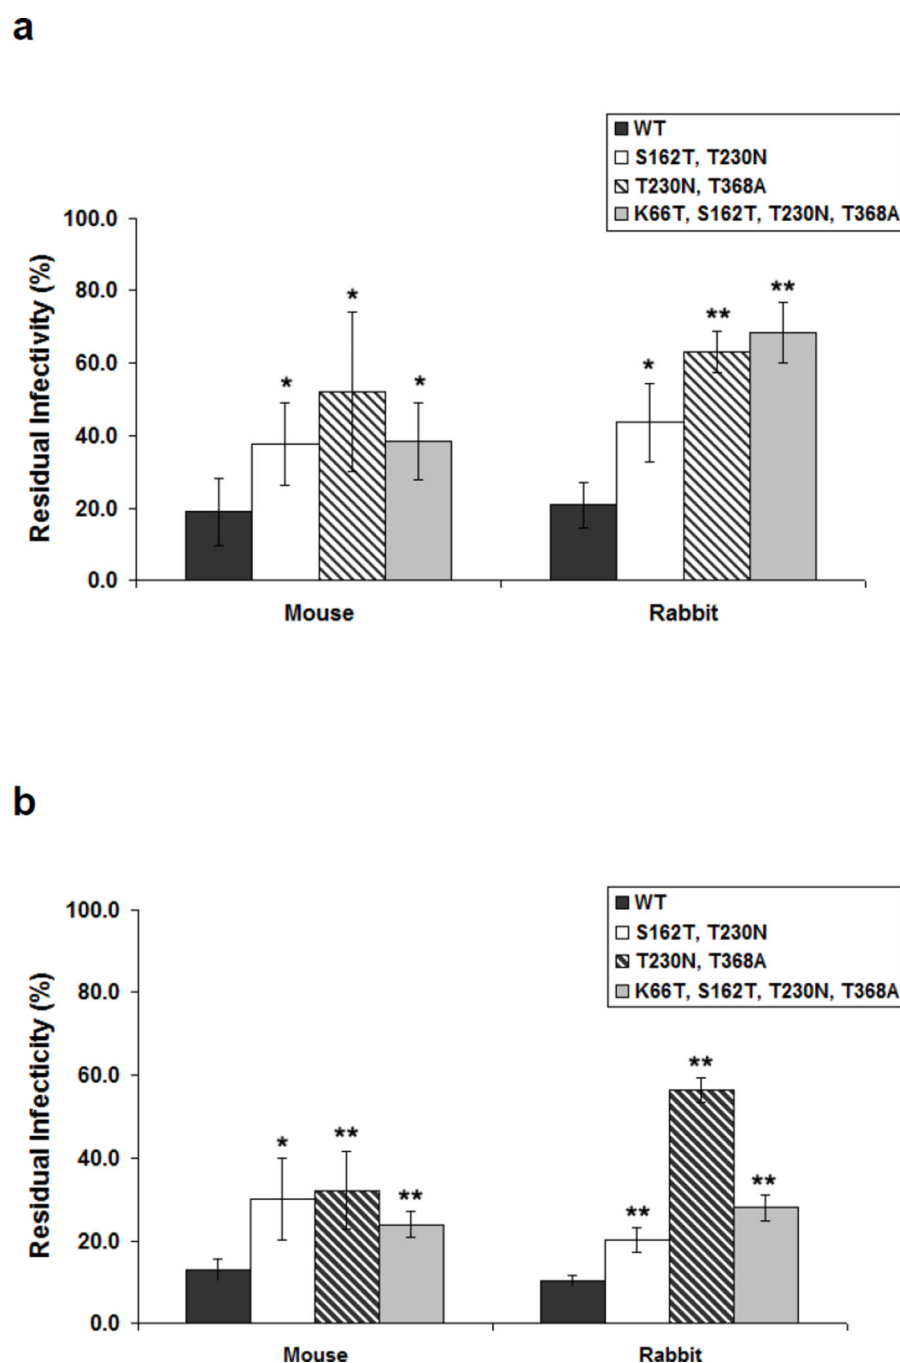 a
WT
S162T, T230N
T230N, T368A
K66T, S162T, T230N, T368A
Residual Infectivity (%)
100.0
80.0
60.0
40.0
20.0
0.0
*
*
*
*
**
**
Mouse
Rabbit
b
WT
S162T, T230N
T230N, T368A
K66T, S162T, T230N, T368A
Residual Infecticity (%)
100.0
80.0
60.0
40.0
20.0
0.0
*
**
**
**
**
**
Mouse
Rabbit